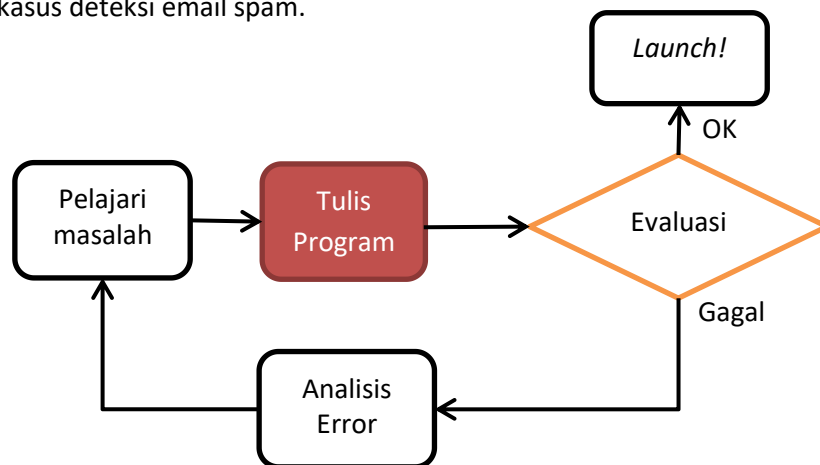 kasus deteksi email spam.
Launch!
OK
Pelajari
masalah
Tulis
Program
Evaluasi
Gagal
Analisis
Error